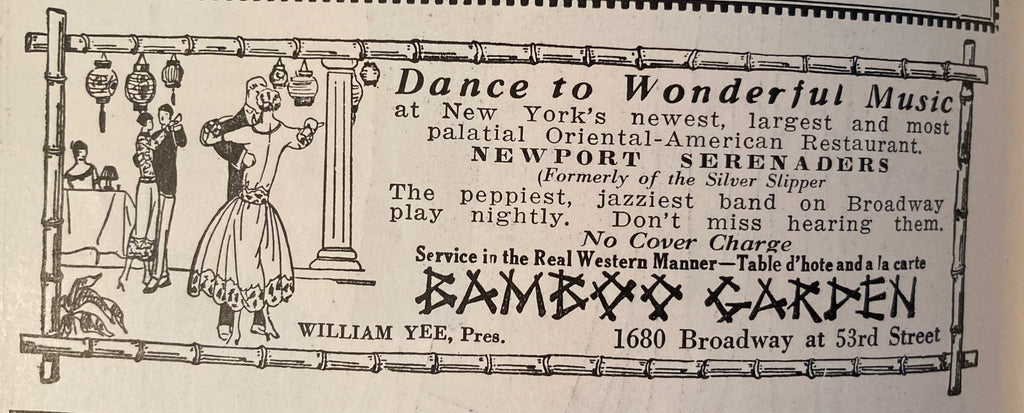 Dance to Wonderful Music
at New York's newest, largest and most
palatial Oriental-American Restaurant.
NEWPORT SERENADERS
(Formerly of the Silver Slipper
The peppiest, jazziest band on Broadway
play nightly. Don't miss hearing them.
No Cover Charge
Service in the Real Western Manner—Table d'hote and a la carte
BAMBOO GARDEN
WILLIAM YEE, Pres. 1680 Broadway at 53rd Street